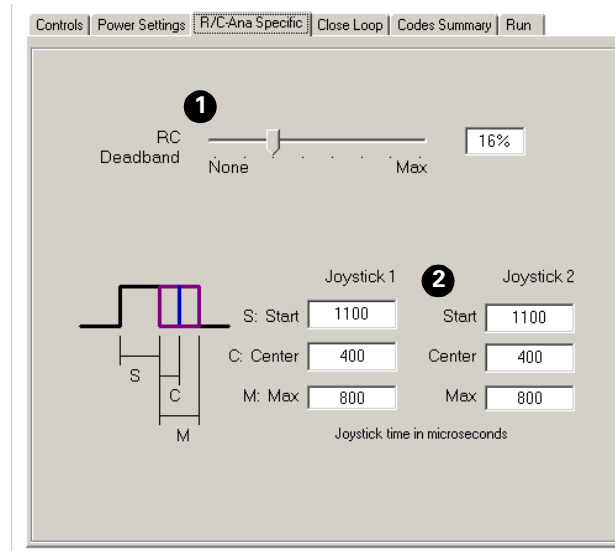 Controls Power Settings R/C-Ana Specific Close Loop Codes Summary Run
1
RC
Deadband
None Max
16%
Joystick 1 2 Joystick 2
S: Start 1100 Start 1100
C: Center 400 Center 400
M: Max 800 Max 800
S
C
M
Joystick time in microseconds